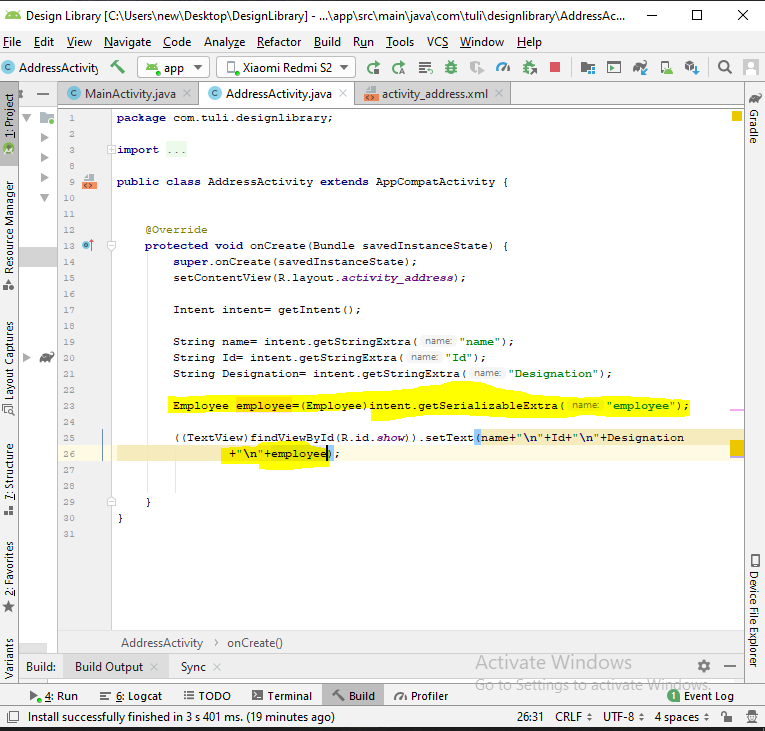 Design Library [C:\Users\new\Desktop\DesignLibrary] - ...\app\src\main\java\com\tuli\designlibrary\AddressAc...
File Edit View Navigate Code Analyze Refactor Build Run Tools VCS Window Help
AddressActivity app Xiaomi Redmi S2
MainActivity.java AddressActivity.java activity_address.xml
1: Project
Resource Manager
Layout Captures
7: Structure
2: Favorites
Variants
1 package com.tuli.designlibrary;
2
3 import ...
8
9 public class AddressActivity extends AppCompatActivity {
10
11
12 @Override
13 protected void onCreate(Bundle savedInstanceState) {
14 super.onCreate(savedInstanceState);
15 setContentView(R.layout.activity_address);
16
17 Intent intent= getIntent();
18
19 String name= intent.getStringExtra( name: "name");
20 String Id= intent.getStringExtra( name: "Id");
21 String Designation= intent.getStringExtra( name: "Designation");
22
23 Employee employee=(Employee)intent.getSerializableExtra( name: "employee");
24
25 ((TextView)findViewById(R.id.show)).setText(name+"\n"+Id+"\n"+Designation
26 +"\n"+employee);
27
28
29 }
30 }
31
Gradle
Device File Explorer
AddressActivity › onCreate()
Build: Build Output Sync
Activate Windows
Go to Settings to activate Windows.
4: Run 6: Logcat TODO Terminal Build Profiler 1 Event Log
Install successfully finished in 3 s 401 ms. (19 minutes ago) 26:31 CRLF UTF-8 4 spaces